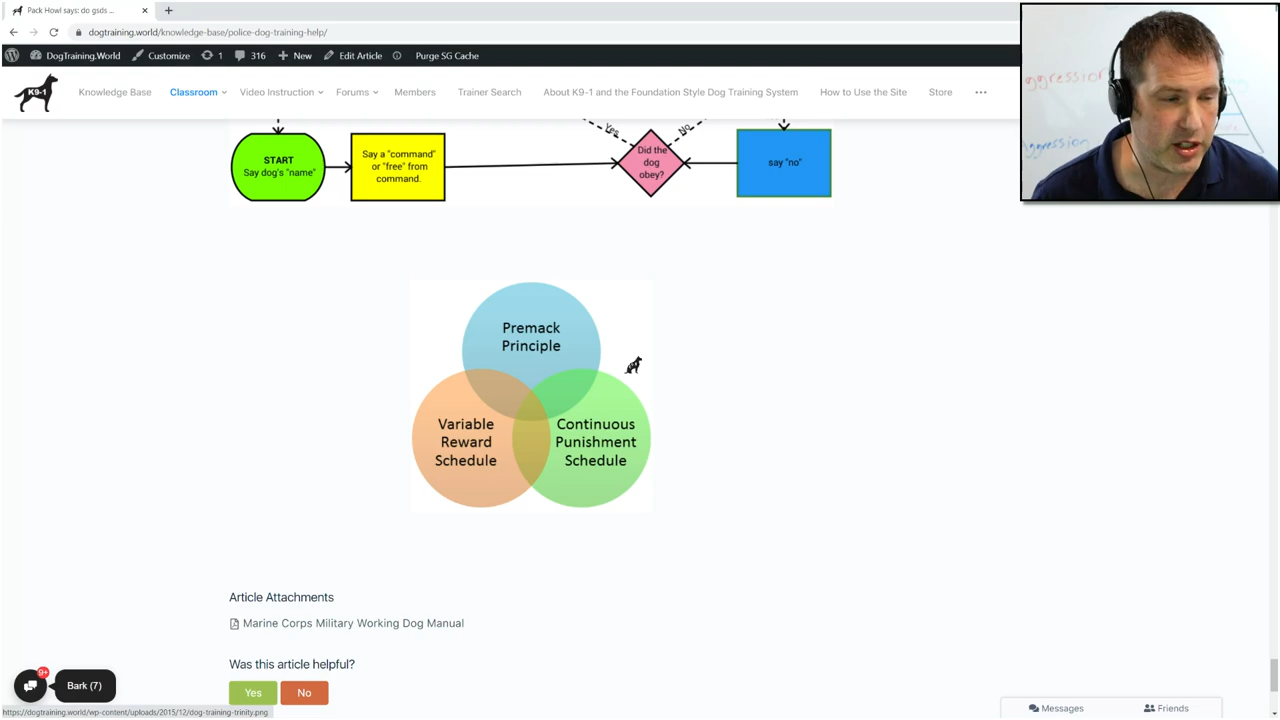 Pack Howl says: do gsds ...
dogtraining.world/knowledge-base/police-dog-training-help/
DogTraining.World Customize 1 316 New Edit Article Purge SG Cache
K9-1
Knowledge Base Classroom Video Instruction Forums Members Trainer Search About K9-1 and the Foundation Style Dog Training System How to Use the Site Store
aggression
Aggression
Yes
No
START
Say dog's "name"
Say a "command"
or "free" from
command.
Did the
dog
obey?
say "no"
Premack
Principle
Variable
Reward
Schedule
Continuous
Punishment
Schedule
Article Attachments
Marine Corps Military Working Dog Manual
Was this article helpful?
Yes No
9+
Bark (7)
https://dogtraining.world/wp-content/uploads/2015/12/dog-training-trinity.png
Messages Friends